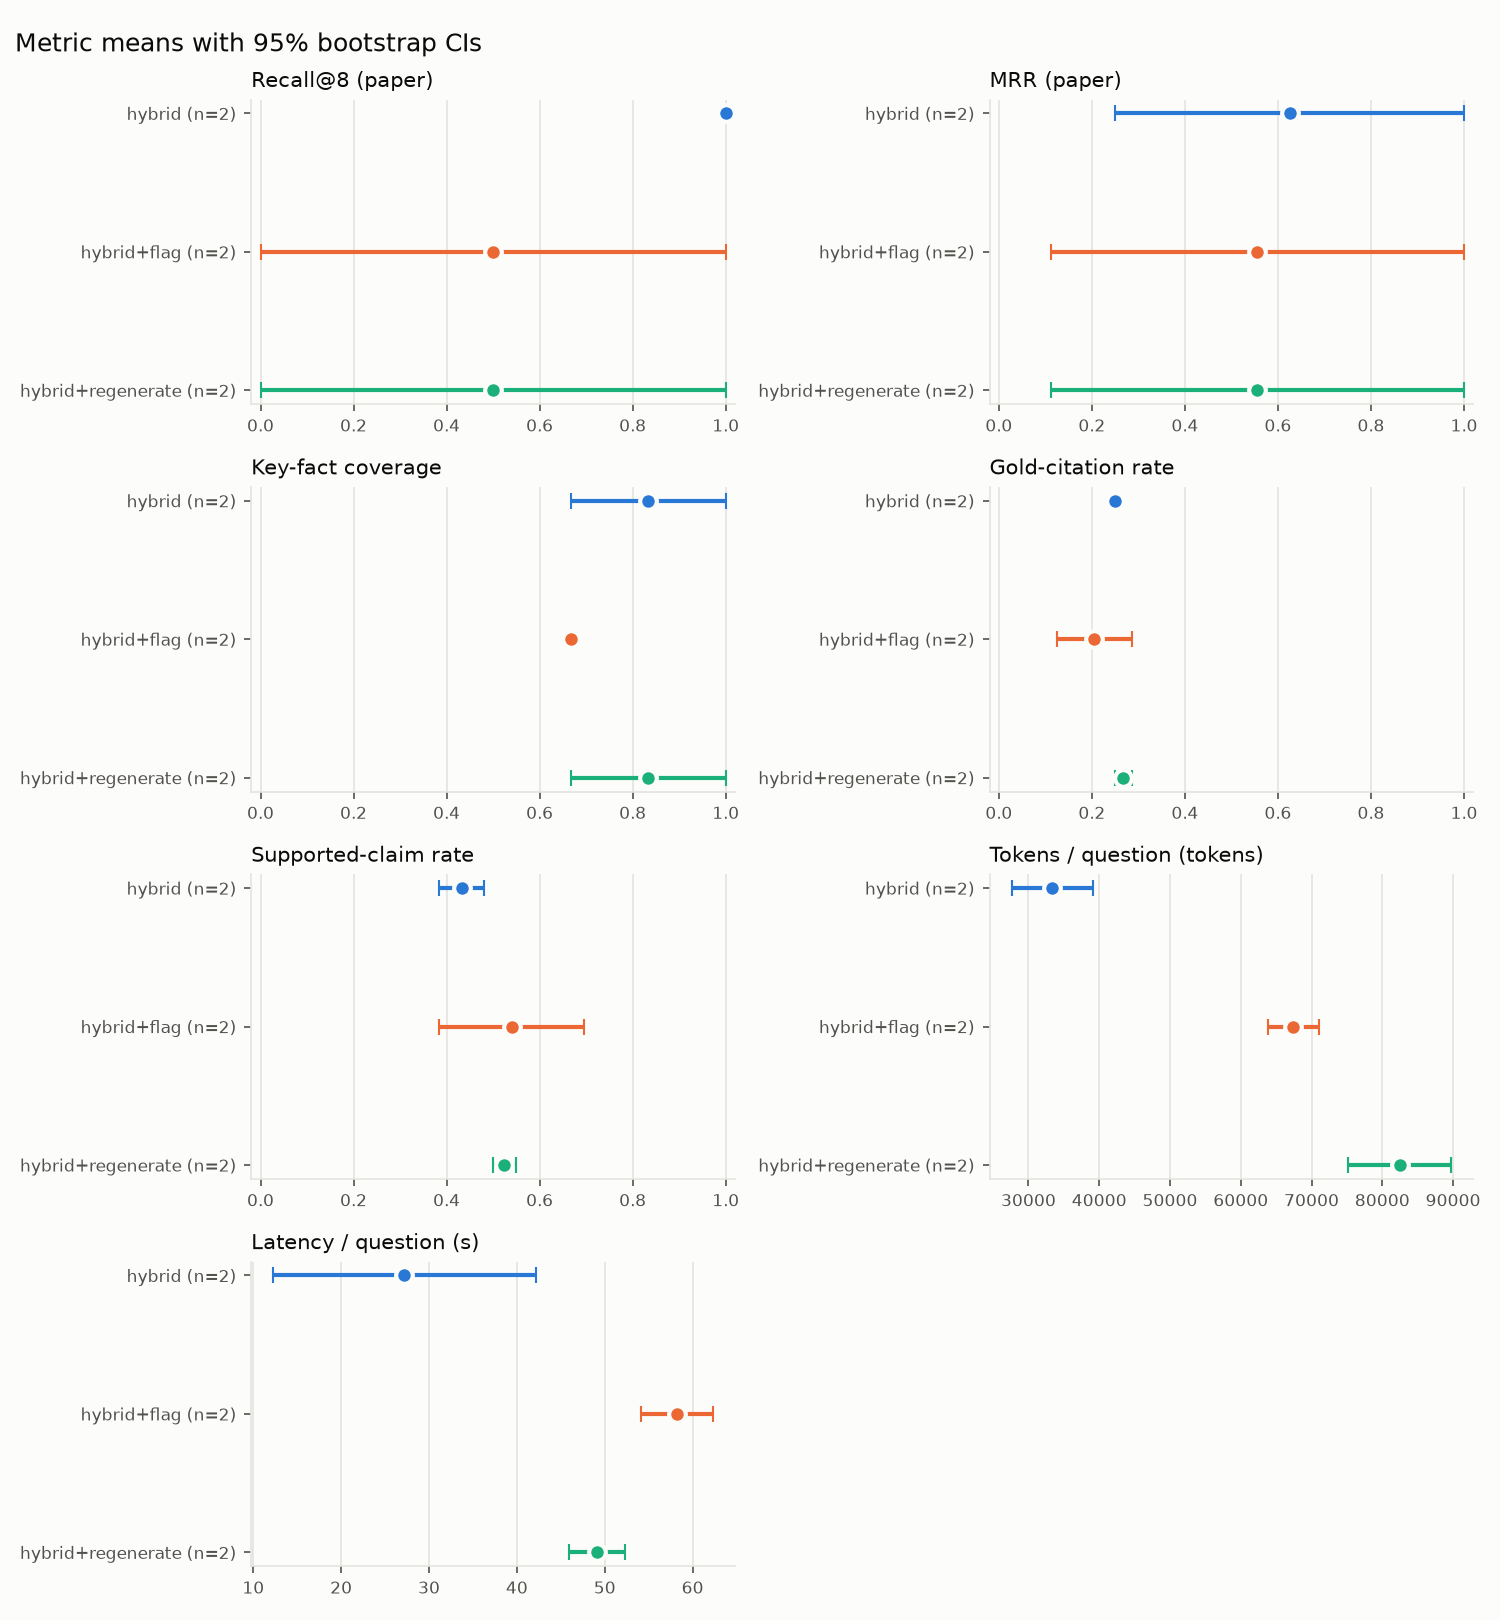 Metric means with 95% bootstrap CIs
Recall@8 (paper)
hybrid (n=2)
hybrid+flag (n=2)
hybrid+regenerate (n=2)
0.0 0.2 0.4 0.6 0.8 1.0
MRR (paper)
hybrid (n=2)
hybrid+flag (n=2)
hybrid+regenerate (n=2)
0.0 0.2 0.4 0.6 0.8 1.0
Key-fact coverage
hybrid (n=2)
hybrid+flag (n=2)
hybrid+regenerate (n=2)
0.0 0.2 0.4 0.6 0.8 1.0
Gold-citation rate
hybrid (n=2)
hybrid+flag (n=2)
hybrid+regenerate (n=2)
0.0 0.2 0.4 0.6 0.8 1.0
Supported-claim rate
hybrid (n=2)
hybrid+flag (n=2)
hybrid+regenerate (n=2)
0.0 0.2 0.4 0.6 0.8 1.0
Tokens / question (tokens)
hybrid (n=2)
hybrid+flag (n=2)
hybrid+regenerate (n=2)
30000 40000 50000 60000 70000 80000 90000
Latency / question (s)
hybrid (n=2)
hybrid+flag (n=2)
hybrid+regenerate (n=2)
10 20 30 40 50 60